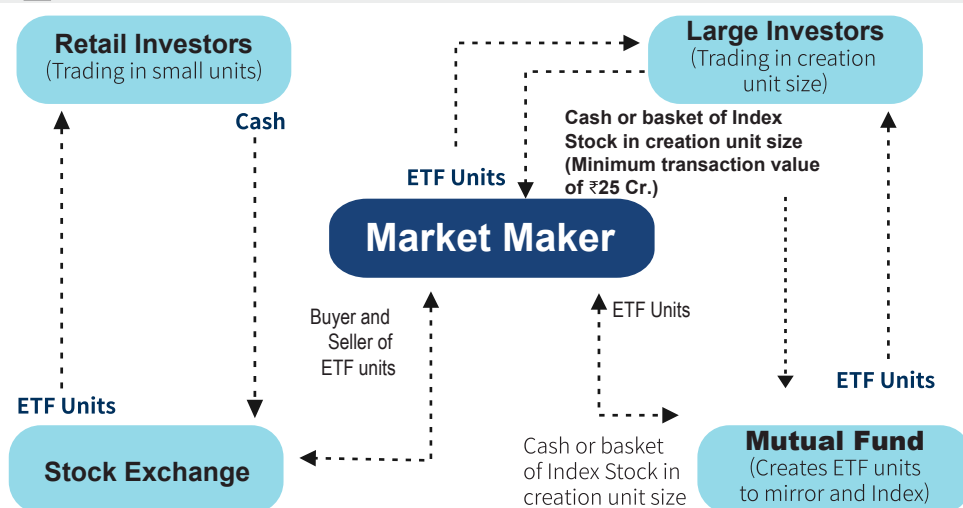 Retail Investors
(Trading in small units)
Large Investors
(Trading in creation
unit size)
Cash
Cash or basket of Index
Stock in creation unit size
(Minimum transaction value
of ₹25 Cr.)
ETF Units
Market Maker
Buyer and
Seller of
ETF units
ETF Units
ETF Units
ETF Units
Stock Exchange
Cash or basket
of Index Stock in
creation unit size
Mutual Fund
(Creates ETF units
to mirror and Index)